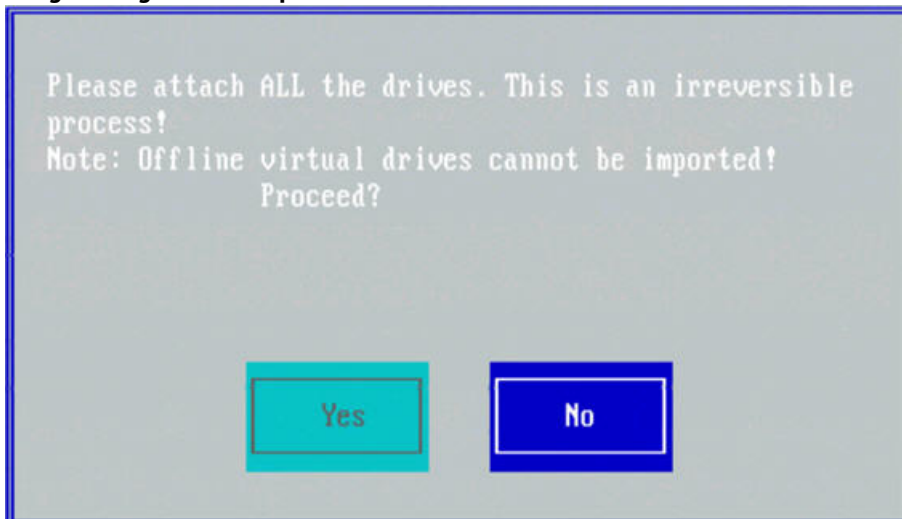 Please attach ALL the drives. This is an irreversible
process!
Note: Offline virtual drives cannot be imported!
Proceed?
Yes
No